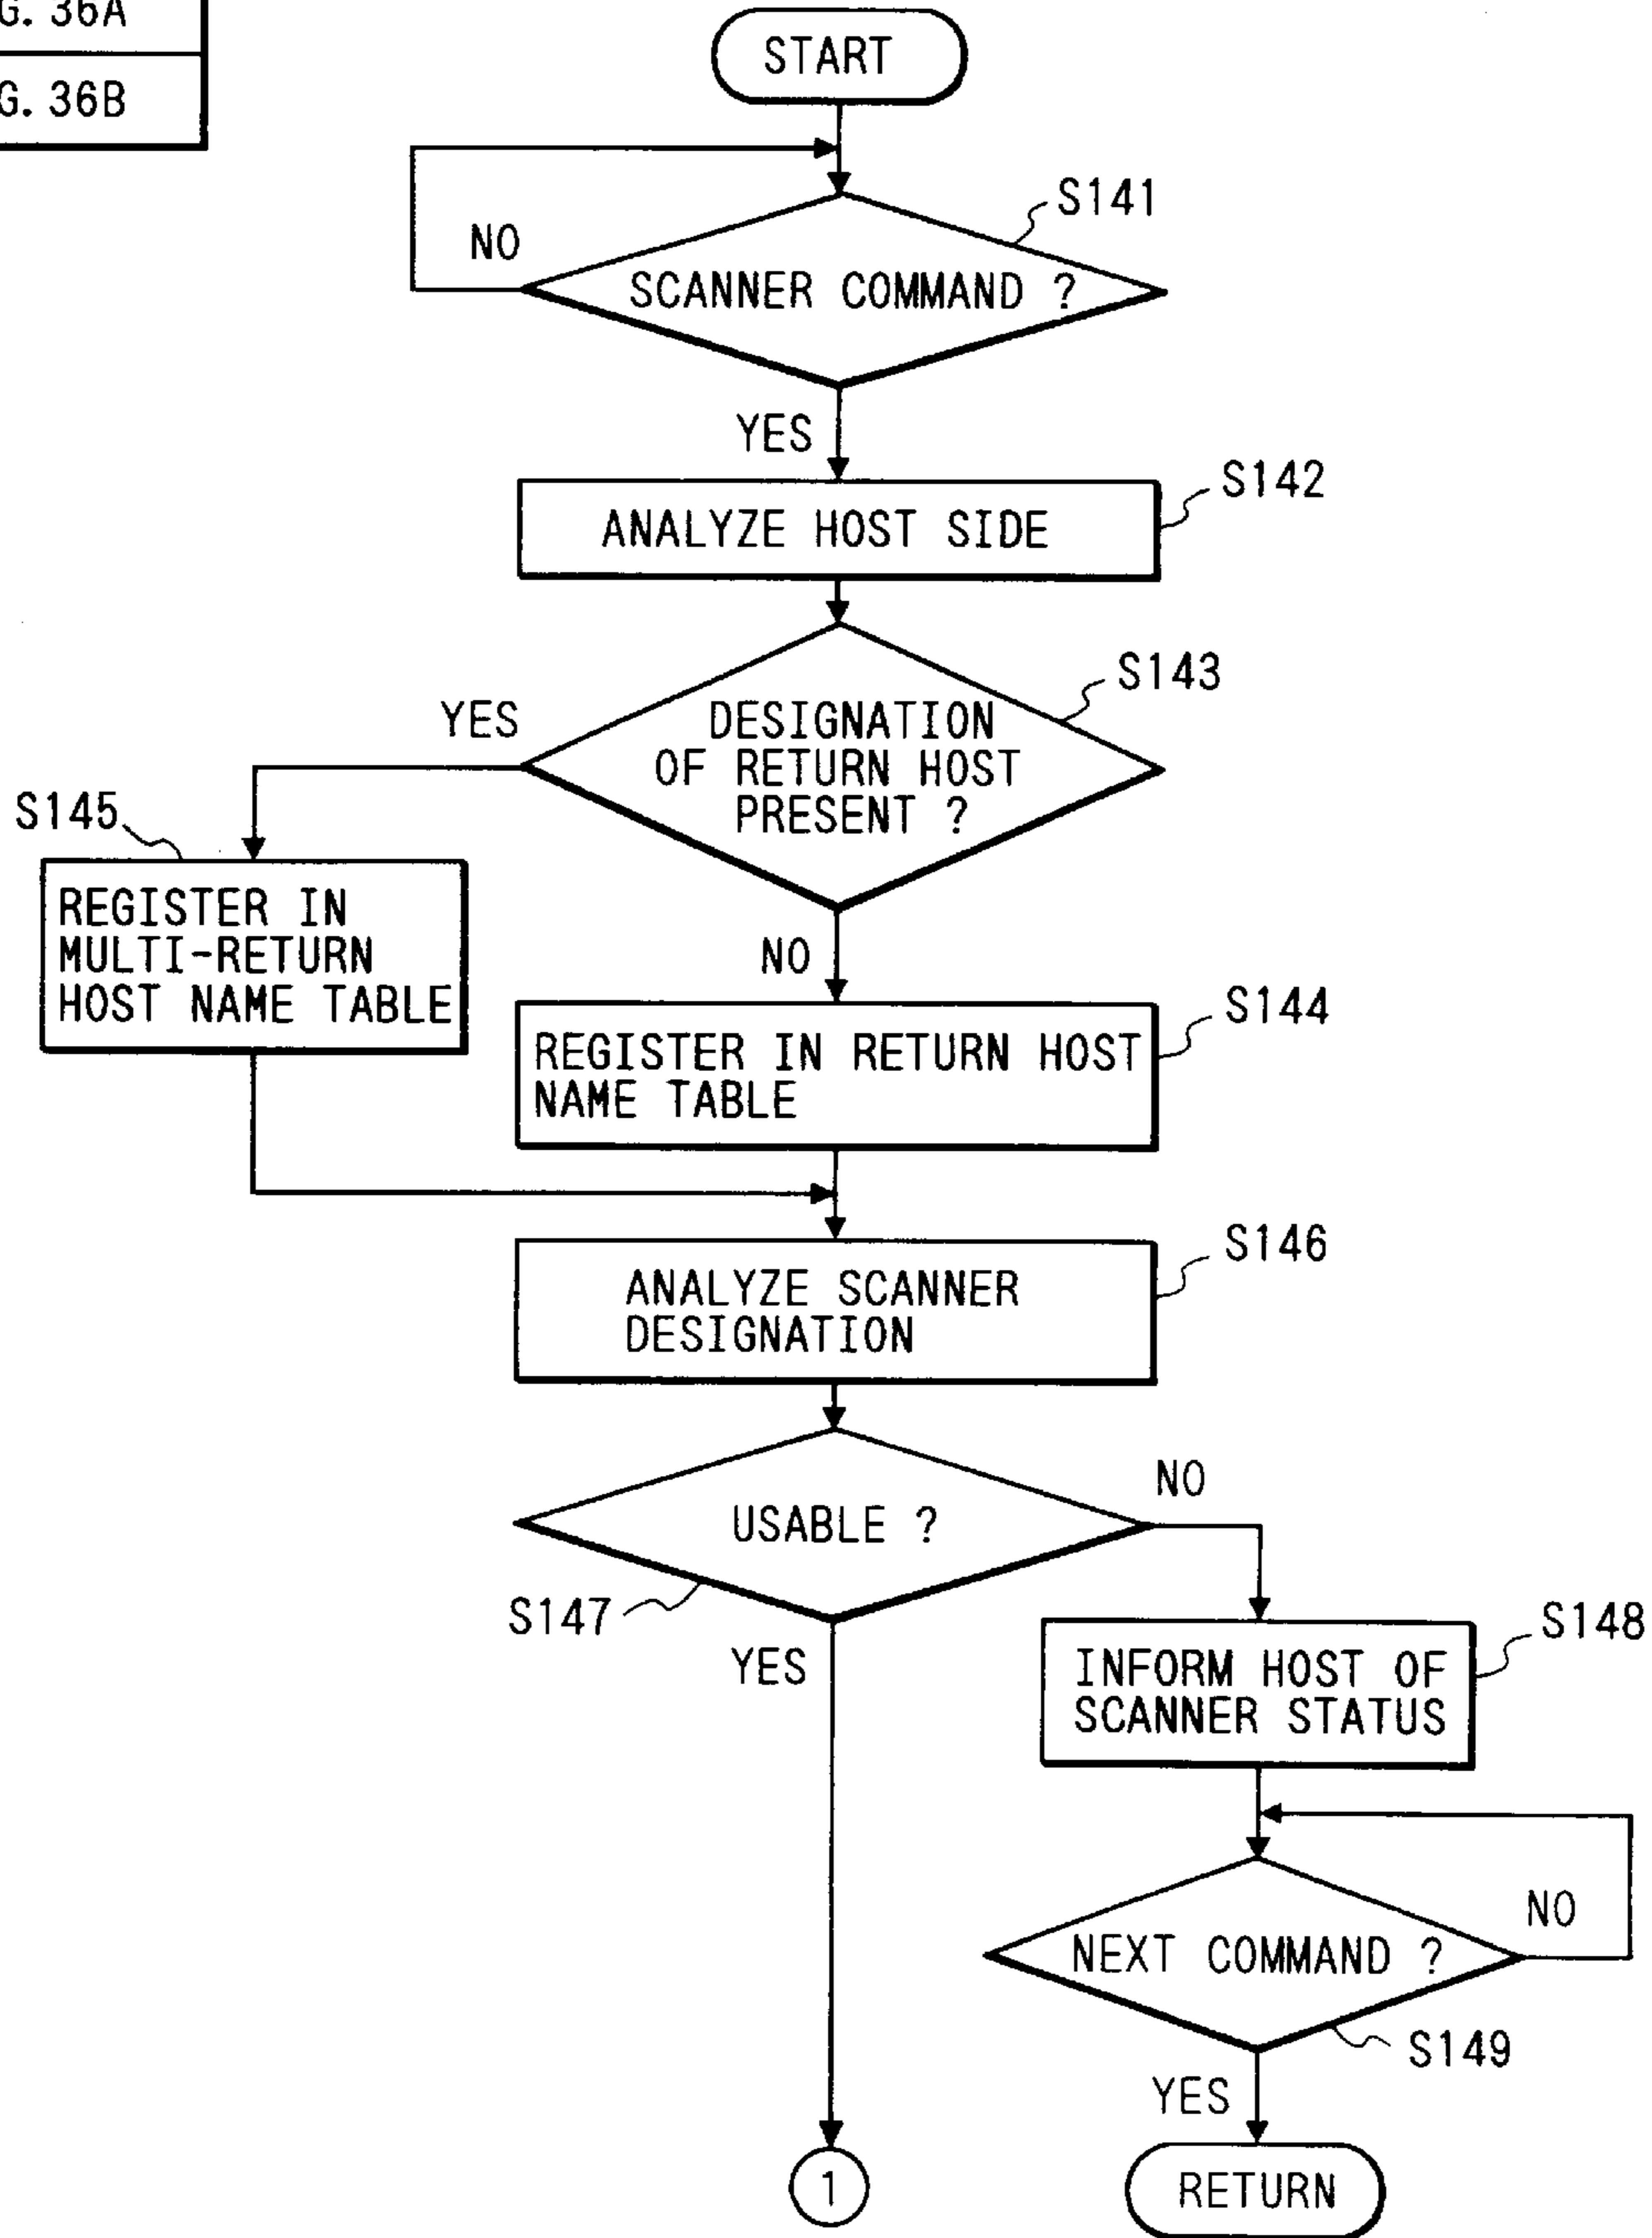 G. 36A
G. 36B
START
S141
NO
SCANNER COMMAND ?
YES
S142
ANALYZE HOST SIDE
S143
YES
DESIGNATION
OF RETURN HOST
PRESENT ?
S145
REGISTER IN
MULTI-RETURN
HOST NAME TABLE
NO
S144
REGISTER IN RETURN HOST
NAME TABLE
S146
ANALYZE SCANNER
DESIGNATION
NO
USABLE ?
S147
YES
S148
INFORM HOST OF
SCANNER STATUS
NO
NEXT COMMAND ?
S149
YES
1
RETURN